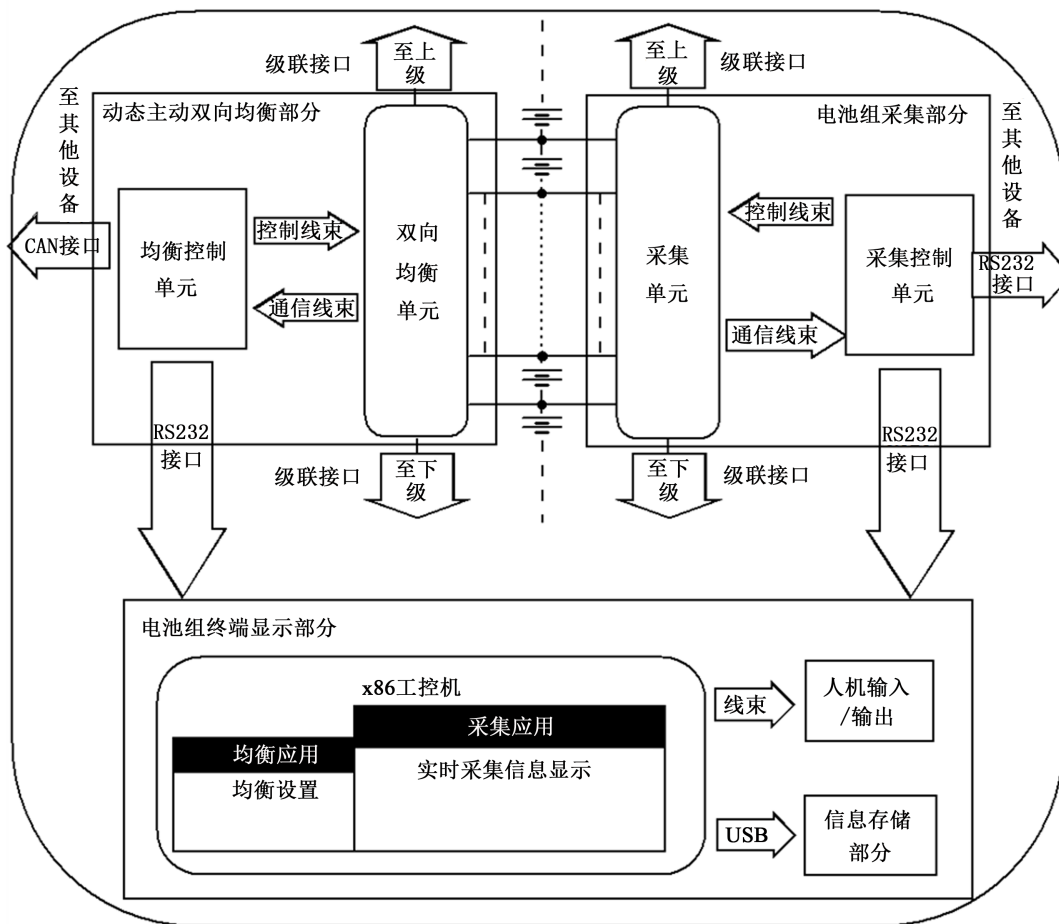 级联接口
至上
级
至上
级
级联接口
至其他设备
动态主动双向均衡部分
电池组采集部分
至其他设备
CAN接口
均衡控制
单元
控制线束
通信线束
双向
均衡
单元
采集
单元
控制线束
通信线束
采集控制
单元
RS232
接口
RS232
接口
级联接口
至下
级
至下
级
级联接口
RS232
接口
电池组终端显示部分
x86工控机
采集应用
均衡应用
实时采集信息显示
均衡设置
线束
人机输入
/输出
USB
信息存储
部分